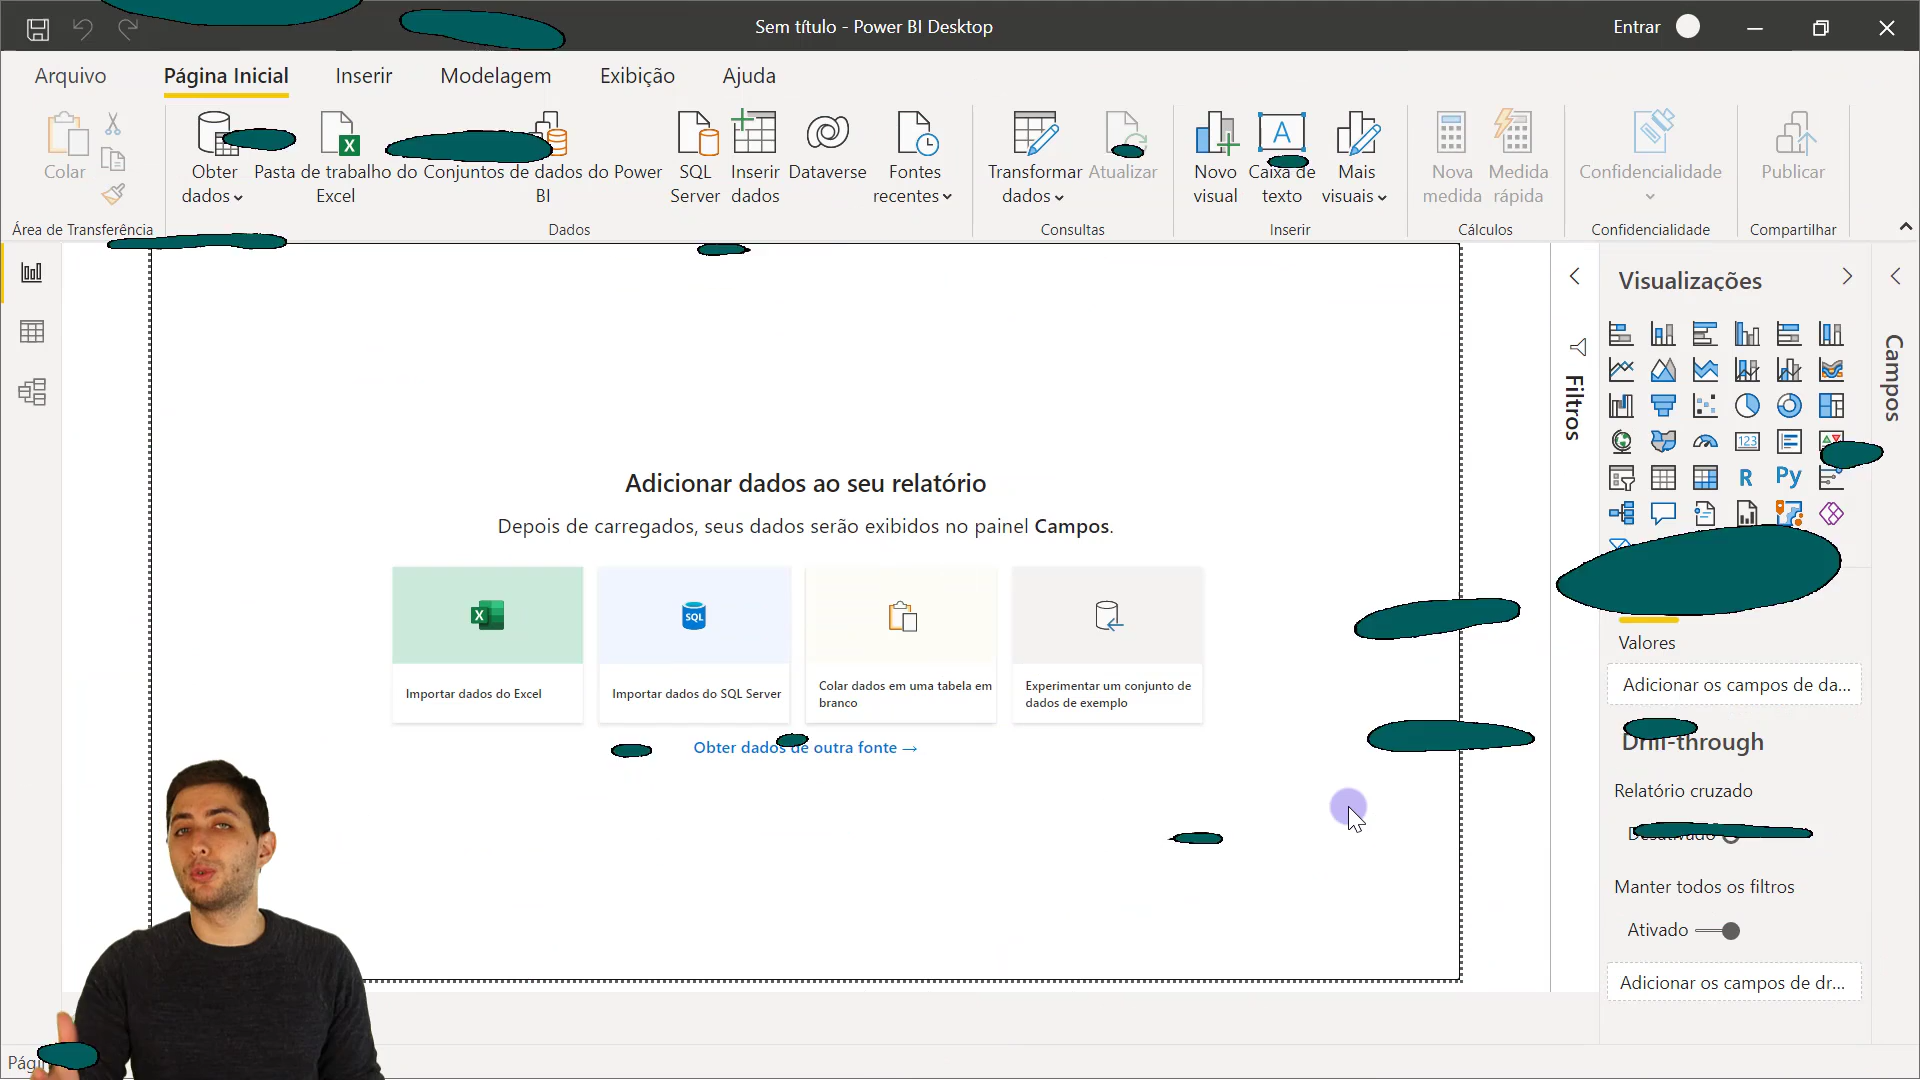 Sem título - Power BI Desktop
Entrar
Arquivo
Página Inicial
Inserir
Modelagem
Exibição
Ajuda
Colar
Obter
dados
Pasta de trabalho do
Excel
Conjuntos de dados do Power
BI
SQL
Server
Inserir
dados
Dataverse
Fontes
recentes
Transformar
dados
Atualizar
Novo
visual
A
Caixa de
texto
Mais
visuais
Nova
medida
Medida
rápida
Confidencialidade
Publicar
Área de Transferência
Dados
Consultas
Inserir
Cálculos
Confidencialidade
Compartilhar
Visualizações
Filtros
Campos
123
R
Py
Adicionar dados ao seu relatório
Depois de carregados, seus dados serão exibidos no painel Campos.
X
SQL
Importar dados do Excel
Importar dados do SQL Server
Colar dados em uma tabela em
branco
Experimentar um conjunto de
dados de exemplo
Obter dados de outra fonte →
Valores
Adicionar os campos de da...
Drill-through
Relatório cruzado
Manter todos os filtros
Ativado
Adicionar os campos de dr...